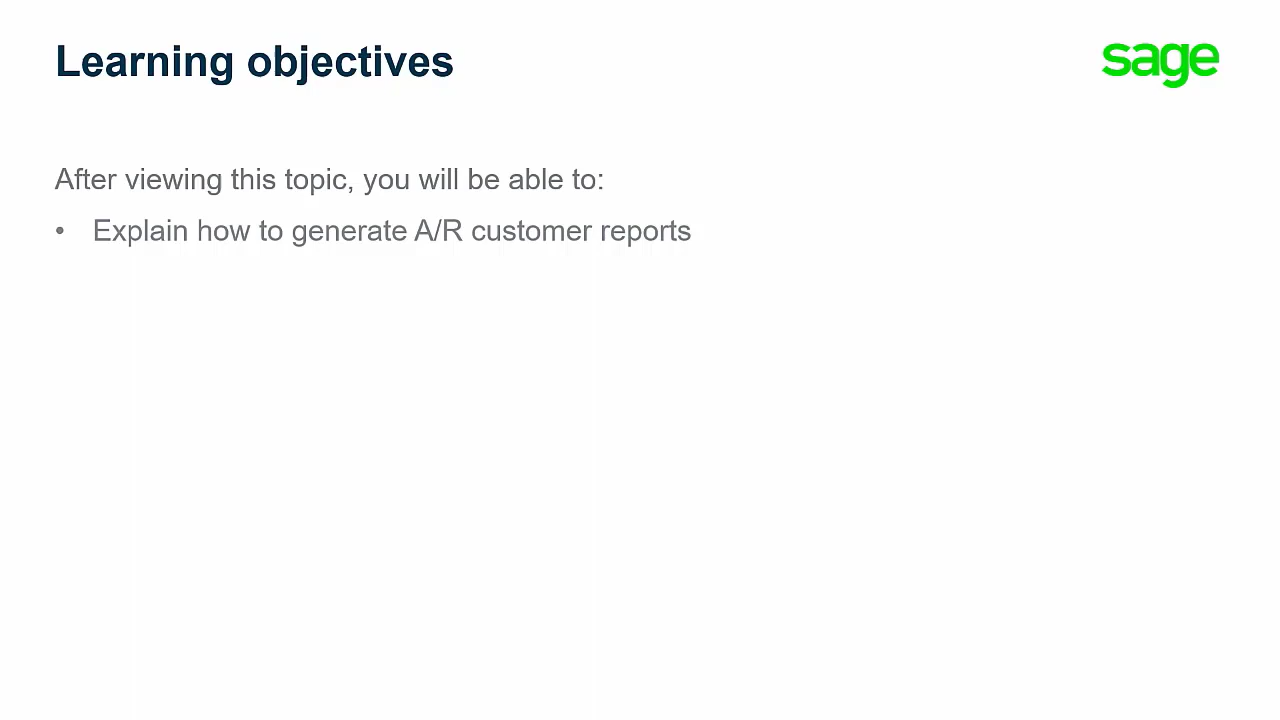 Learning objectives
sage
After viewing this topic, you will be able to:
• Explain how to generate A/R customer reports